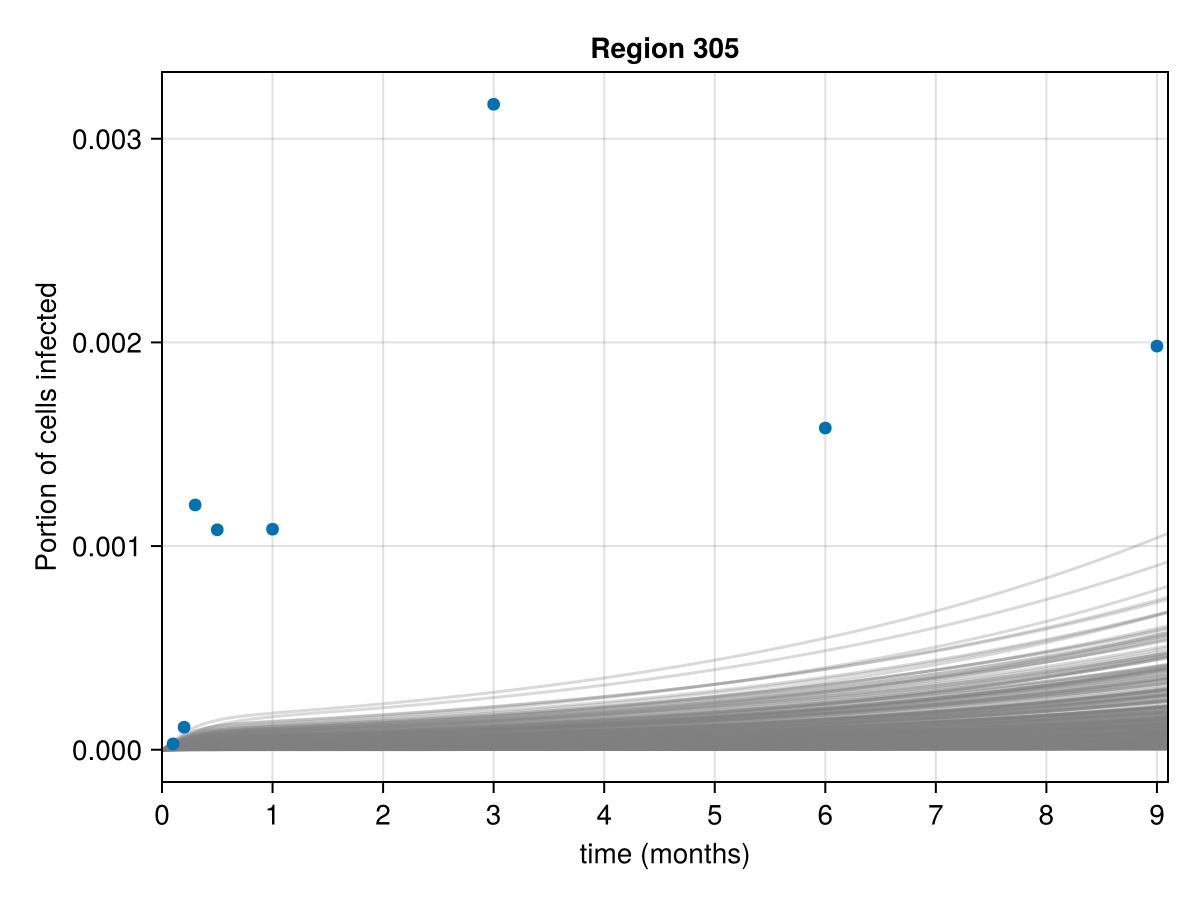 Region 305
0.003
0.002
0.001
0.000
Portion of cells infected
0 1 2 3 4 5 6 7 8 9
time (months)